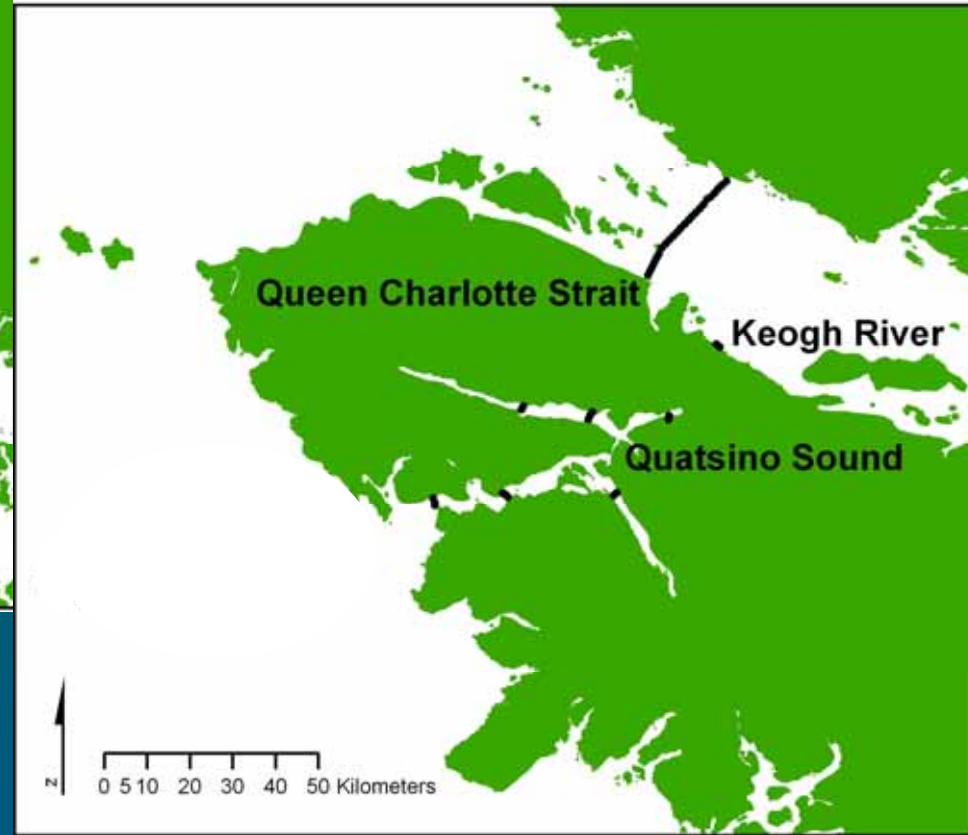 Queen Charlotte Strait
Keogh River
Quatsino Sound
z
0 5 10 20 30 40 50 Kilometers